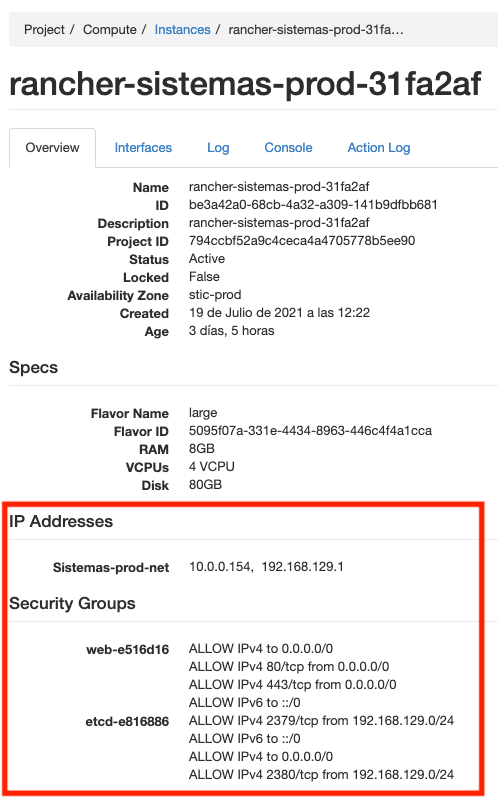 Project / Compute / Instances / rancher-sistemas-prod-31fa…
rancher-sistemas-prod-31fa2af
Overview Interfaces Log Console Action Log
Name rancher-sistemas-prod-31fa2af
ID be3a42a0-68cb-4a32-a309-141b9dfbb681
Description rancher-sistemas-prod-31fa2af
Project ID 794ccbf52a9c4ceca4a4705778b5ee90
Status Active
Locked False
Availability Zone stic-prod
Created 19 de Julio de 2021 a las 12:22
Age 3 días, 5 horas
Specs
Flavor Name large
Flavor ID 5095f07a-331e-4434-8963-446c4f4a1cca
RAM 8GB
VCPUs 4 VCPU
Disk 80GB
IP Addresses
Sistemas-prod-net 10.0.0.154, 192.168.129.1
Security Groups
web-e516d16 ALLOW IPv4 to 0.0.0.0/0
ALLOW IPv4 80/tcp from 0.0.0.0/0
ALLOW IPv4 443/tcp from 0.0.0.0/0
ALLOW IPv6 to ::/0
etcd-e816886 ALLOW IPv4 2379/tcp from 192.168.129.0/24
ALLOW IPv6 to ::/0
ALLOW IPv4 to 0.0.0.0/0
ALLOW IPv4 2380/tcp from 192.168.129.0/24